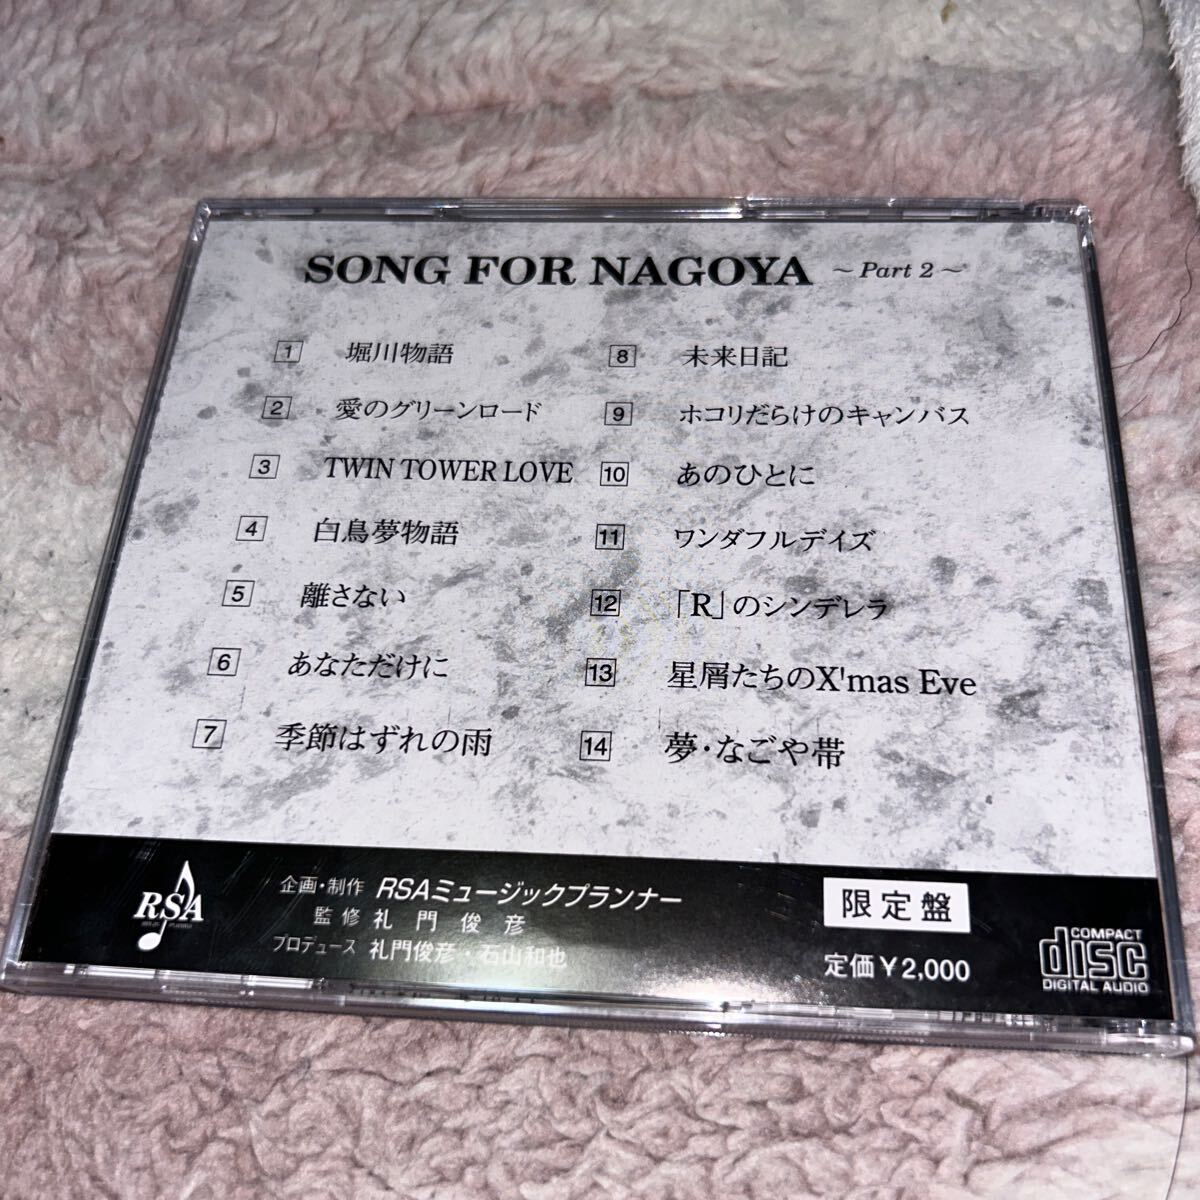 SONG FOR NAGOYA ～Part 2～
1 堀川物語
2 愛のグリーンロード
3 TWIN TOWER LOVE
4 白鳥夢物語
5 離さない
6 あなただけに
7 季節はずれの雨
8 未来日記
9 ホコリだらけのキャンバス
10 あのひとに
11 ワンダフルデイズ
12 「R」のシンデレラ
13 星屑たちのX'mas Eve
14 夢・なごや帯
RSA
企画・制作 RSAミュージックプランナー
監修 礼門俊彦
プロデュース 礼門俊彦・石山和也
限定盤
定価￥2,000
COMPACT
disc
DIGITAL AUDIO